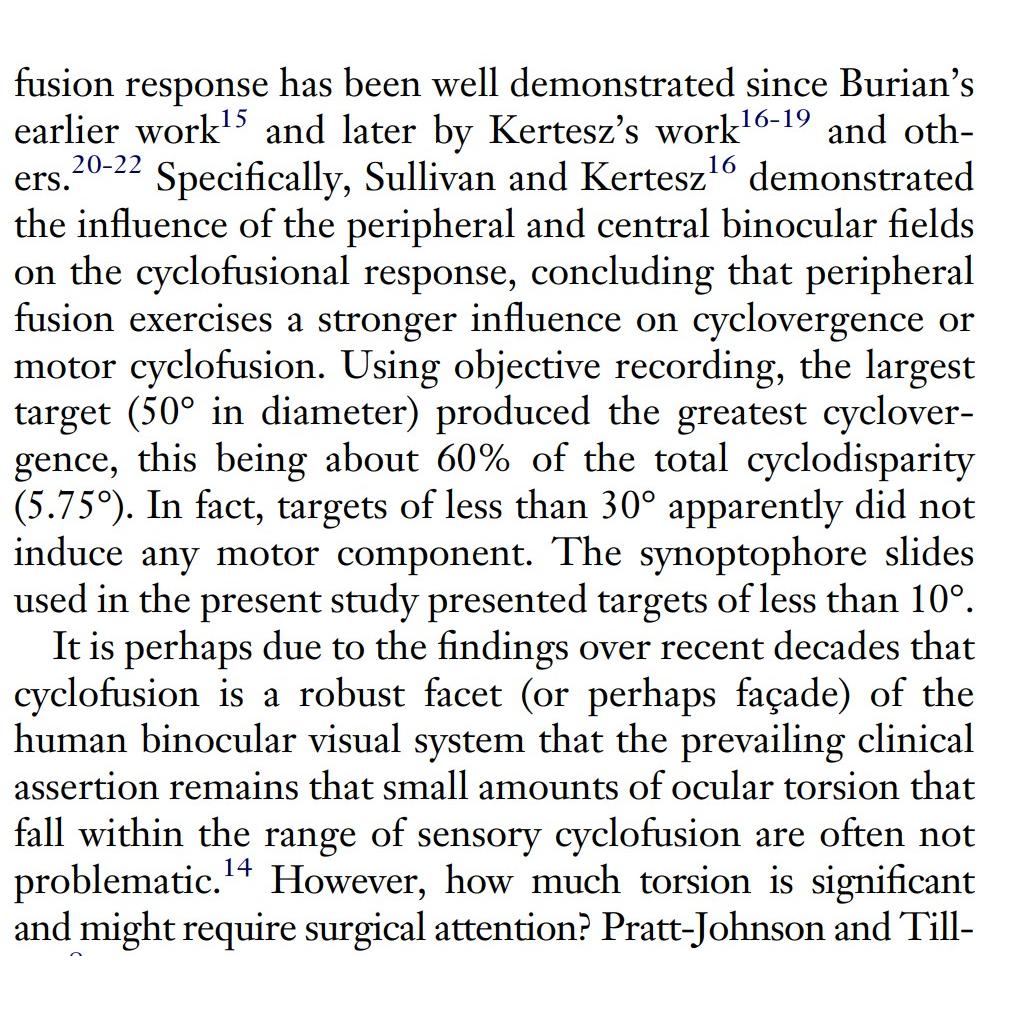 fusion response has been well demonstrated since Burian’s
earlier work15 and later by Kertesz’s work16-19 and oth-
ers.20-22 Specifically, Sullivan and Kertesz16 demonstrated
the influence of the peripheral and central binocular fields
on the cyclofusional response, concluding that peripheral
fusion exercises a stronger influence on cyclovergence or
motor cyclofusion. Using objective recording, the largest
target (50° in diameter) produced the greatest cyclover-
gence, this being about 60% of the total cyclodisparity
(5.75°). In fact, targets of less than 30° apparently did not
induce any motor component. The synoptophore slides
used in the present study presented targets of less than 10°.
It is perhaps due to the findings over recent decades that
cyclofusion is a robust facet (or perhaps façade) of the
human binocular visual system that the prevailing clinical
assertion remains that small amounts of ocular torsion that
fall within the range of sensory cyclofusion are often not
problematic.14 However, how much torsion is significant
and might require surgical attention? Pratt-Johnson and Till-